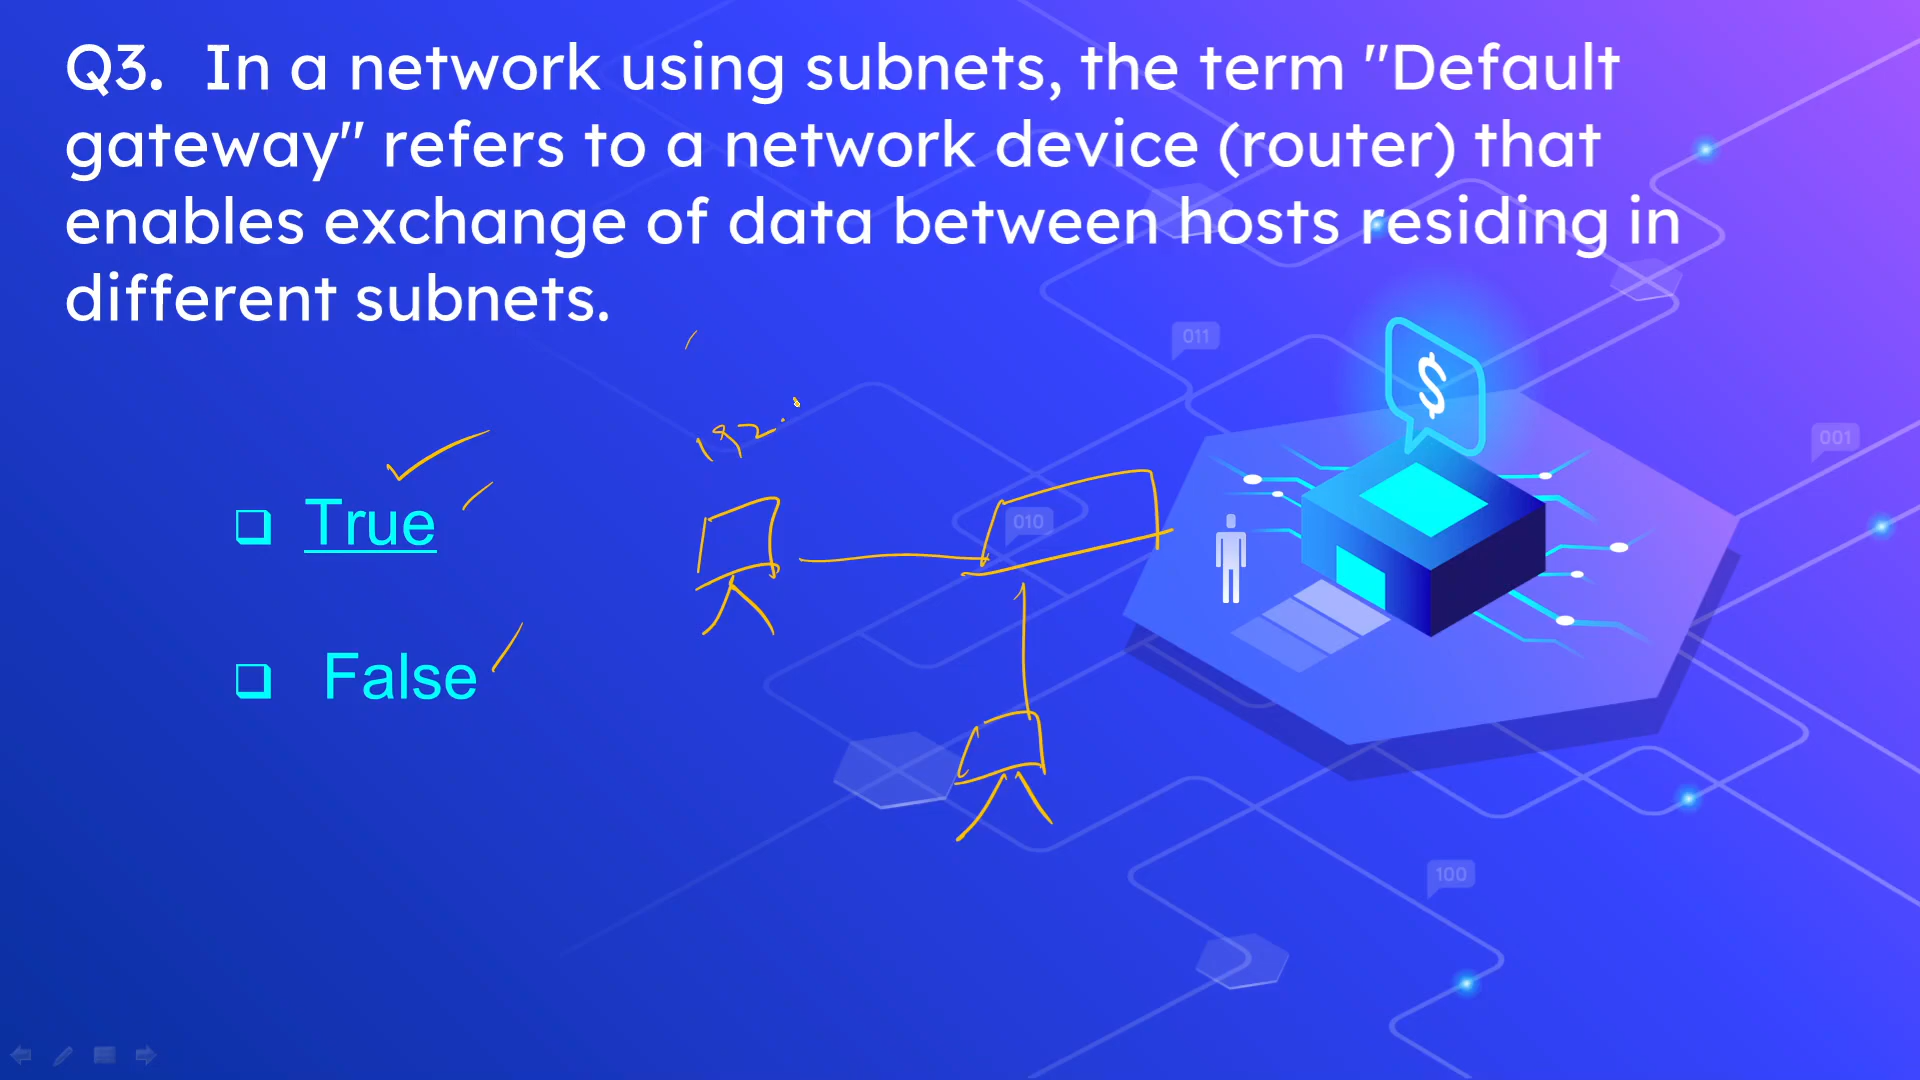 Q3. In a network using subnets, the term "Default
gateway" refers to a network device (router) that
enables exchange of data between hosts residing in
different subnets.
011
$
001
192.
True
010
False
100